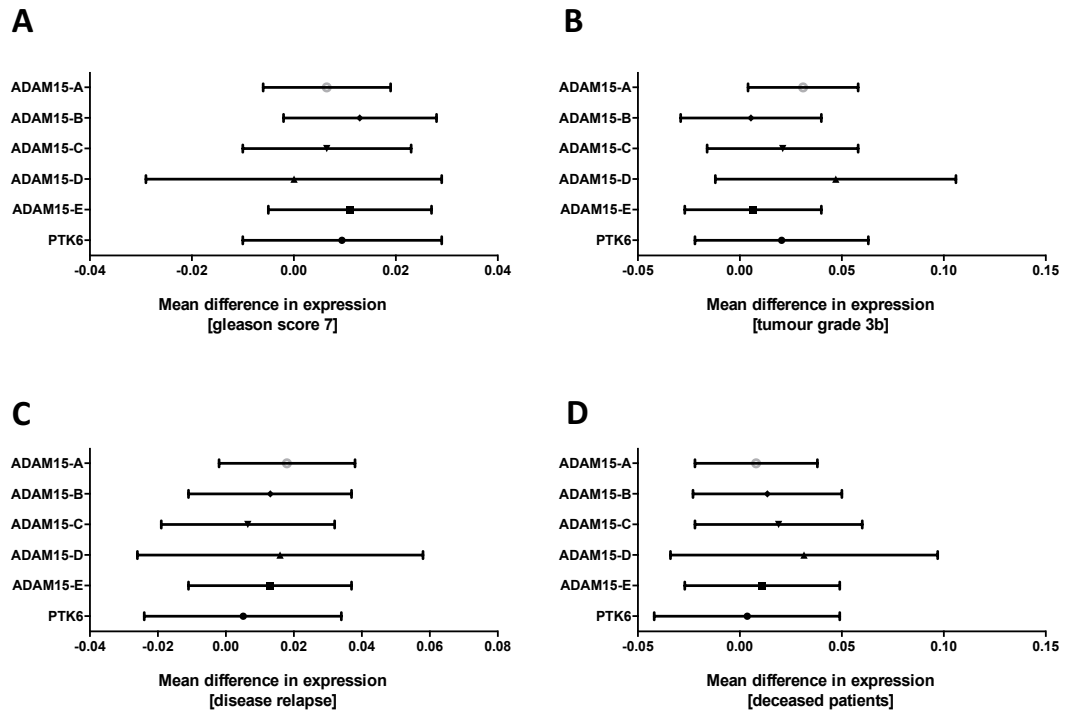 A
ADAM15-A
ADAM15-B
ADAM15-C
ADAM15-D
ADAM15-E
PTK6
-0.04 -0.02 0.00 0.02 0.04
Mean difference in expression
[gleason score 7]
B
ADAM15-A
ADAM15-B
ADAM15-C
ADAM15-D
ADAM15-E
PTK6
-0.05 0.00 0.05 0.10 0.15
Mean difference in expression
[tumour grade 3b]
C
ADAM15-A
ADAM15-B
ADAM15-C
ADAM15-D
ADAM15-E
PTK6
-0.04 -0.02 0.00 0.02 0.04 0.06 0.08
Mean difference in expression
[disease relapse]
D
ADAM15-A
ADAM15-B
ADAM15-C
ADAM15-D
ADAM15-E
PTK6
-0.05 0.00 0.05 0.10 0.15
Mean difference in expression
[deceased patients]